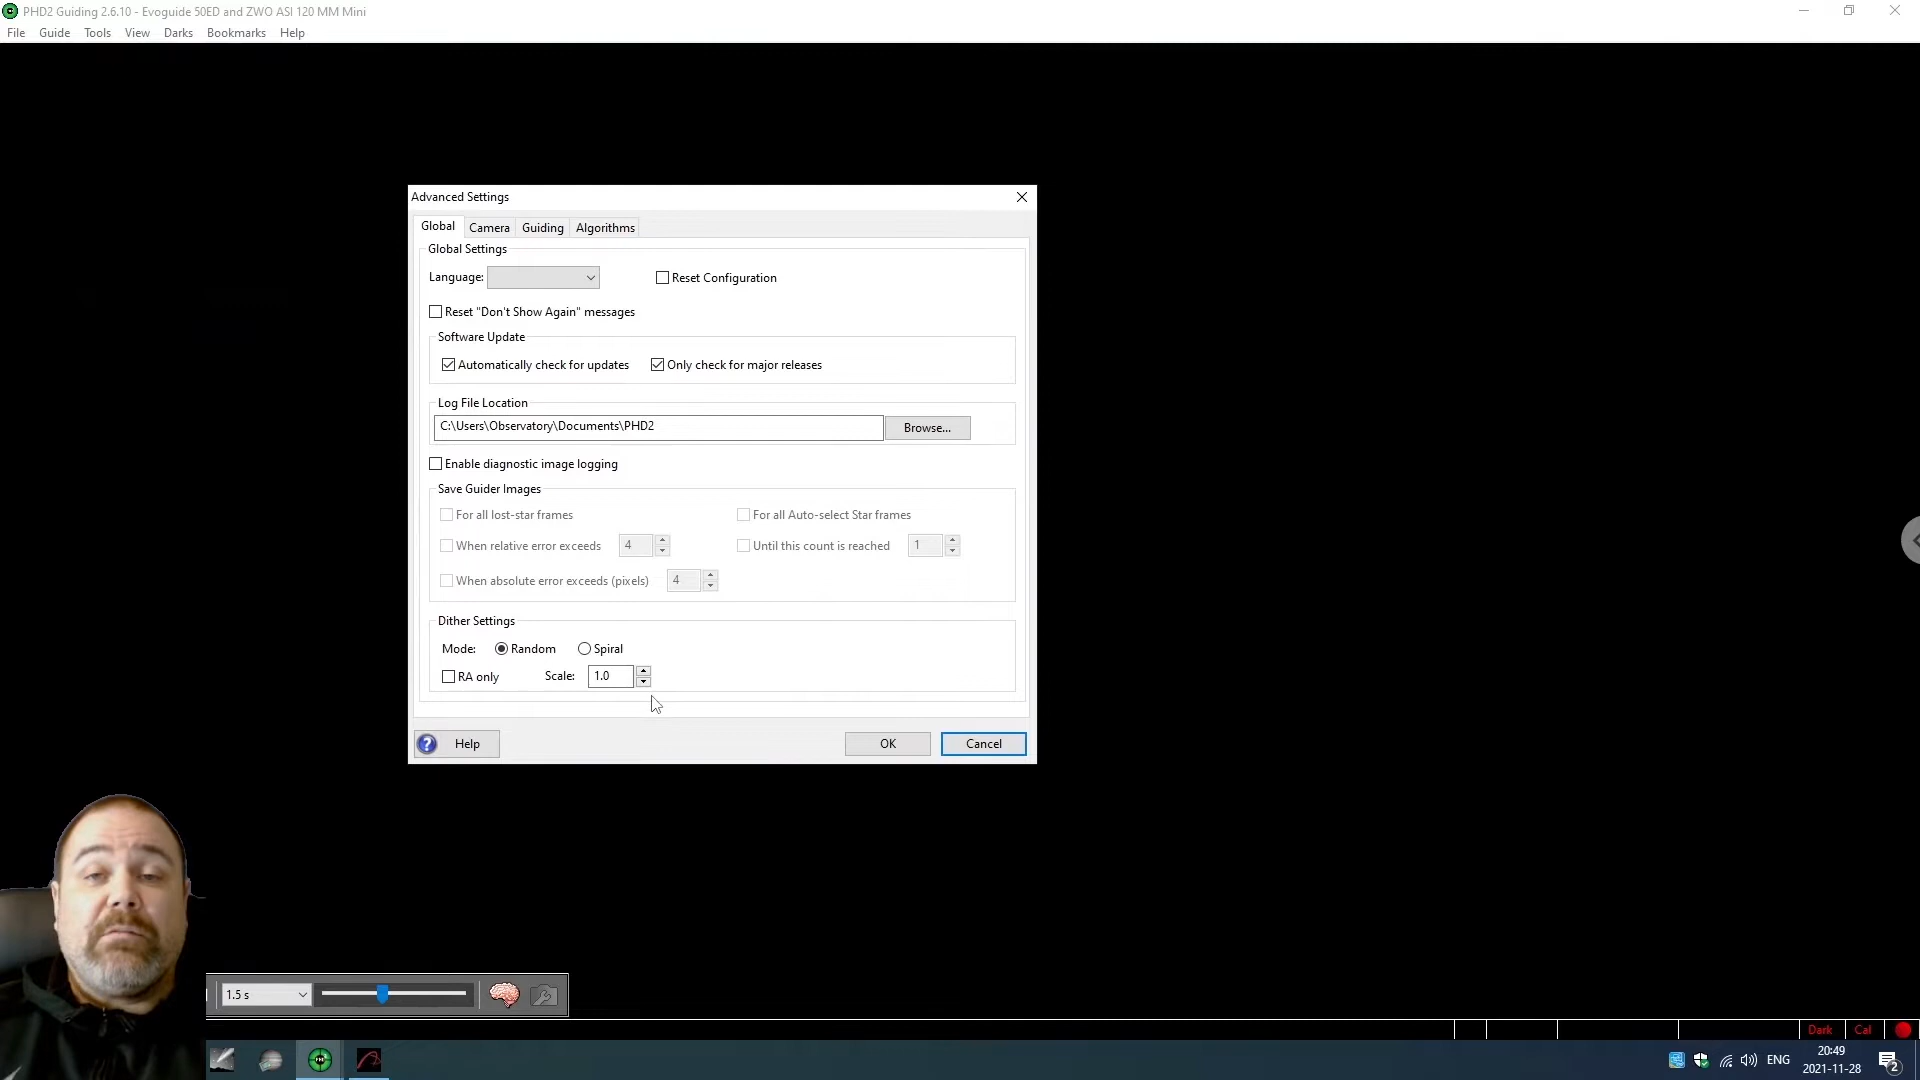 PHD2 Guiding 2.6.10 - Evoguide 50ED and ZWO ASI 120 MM Mini
File Guide Tools View Darks Bookmarks Help
Advanced Settings
Global Camera Guiding Algorithms
Global Settings
Language: Reset Configuration
Reset "Don't Show Again" messages
Software Update
Automatically check for updates Only check for major releases
Log File Location
C:\Users\Observatory\Documents\PHD2 Browse...
Enable diagnostic image logging
Save Guider Images
For all lost-star frames For all Auto-select Star frames
When relative error exceeds 4 Until this count is reached 1
When absolute error exceeds (pixels) 4
Dither Settings
Mode: Random Spiral
RA only Scale: 1.0
? Help OK Cancel
1.5 s
Dark Cal
ENG 20:49
2021-11-28 2